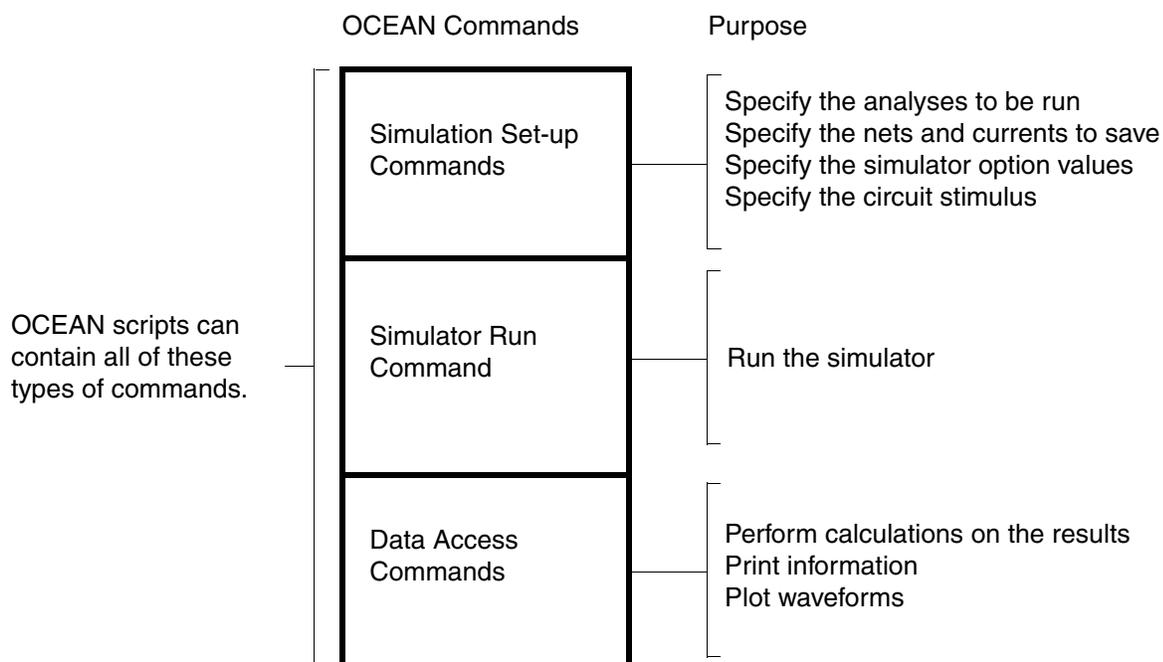 OCEAN Commands
Purpose
Simulation Set-up
Commands
Specify the analyses to be run
Specify the nets and currents to save
Specify the simulator option values
Specify the circuit stimulus
OCEAN scripts can
contain all of these
types of commands.
Simulator Run
Command
Run the simulator
Data Access
Commands
Perform calculations on the results
Print information
Plot waveforms